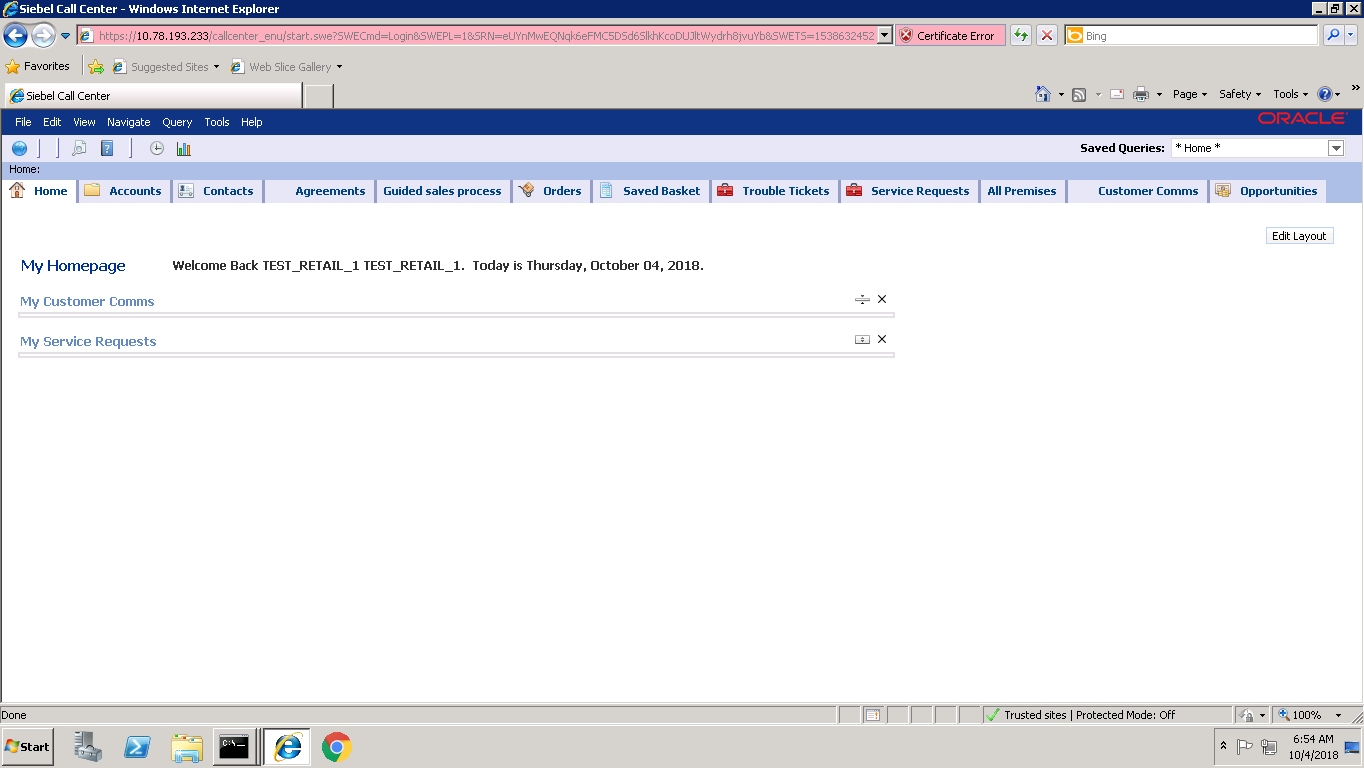 Siebel Call Center - Windows Internet Explorer
https://10.78.193.233/callcenter_enu/start.swe?SWECmd=Login&SWEPL=1&SRN=eUYnMwEQNqk6eFMC5DSd6SlkhKcoDUJltWydrh8jvuYb&SWETS=1538632452 Certificate Error Bing
Favorites Suggested Sites Web Slice Gallery
Siebel Call Center Page Safety Tools
File Edit View Navigate Query Tools Help ORACLE
Saved Queries: * Home *
Home:
Home Accounts Contacts Agreements Guided sales process Orders Saved Basket Trouble Tickets Service Requests All Premises Customer Comms Opportunities
Edit Layout
My Homepage Welcome Back TEST_RETAIL_1 TEST_RETAIL_1. Today is Thursday, October 04, 2018.
My Customer Comms
My Service Requests
Done Trusted sites | Protected Mode: Off 100%
Start C:\. 6:54 AM
10/4/2018